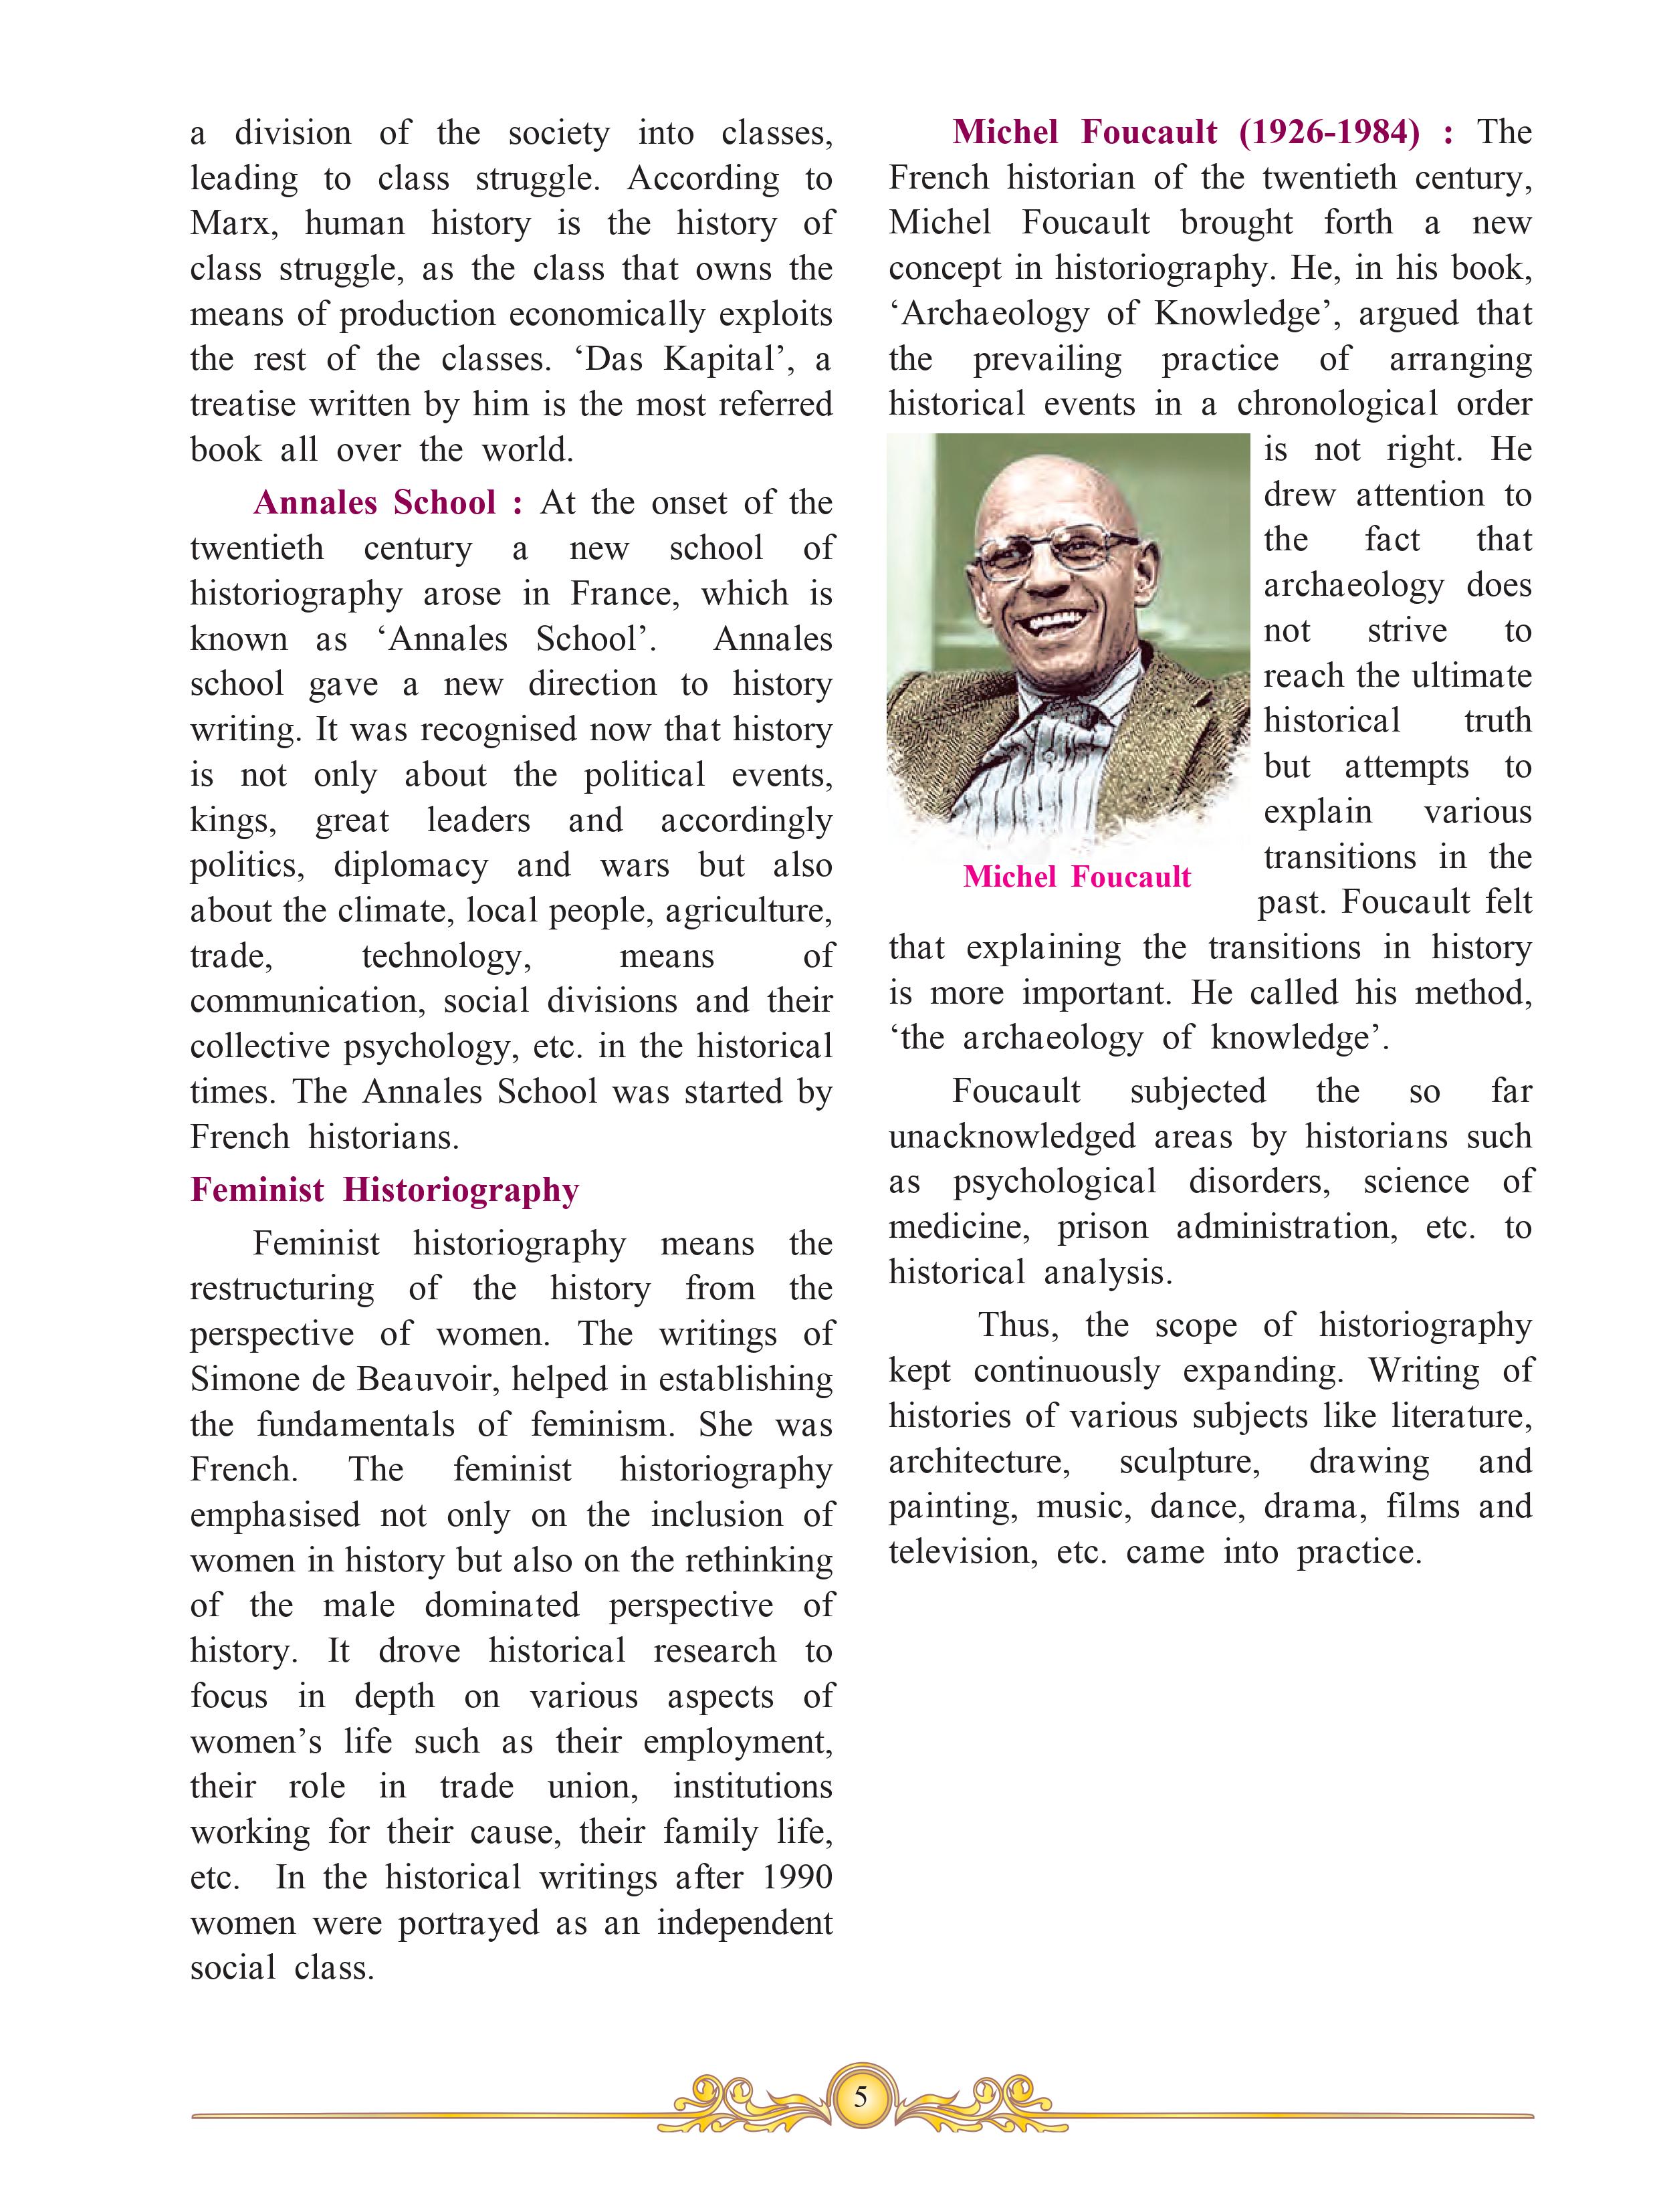 a division of the society into classes,
leading to class struggle. According to
Marx, human history is the history of
class struggle, as the class that owns the
means of production economically exploits
the rest of the classes. ‘Das Kapital’, a
treatise written by him is the most referred
book all over the world.
Annales School : At the onset of the
twentieth century a new school of
historiography arose in France, which is
known as ‘Annales School’. Annales
school gave a new direction to history
writing. It was recognised now that history
is not only about the political events,
kings, great leaders and accordingly
politics, diplomacy and wars but also
about the climate, local people, agriculture,
trade, technology, means of
communication, social divisions and their
collective psychology, etc. in the historical
times. The Annales School was started by
French historians.
Feminist Historiography
Feminist historiography means the
restructuring of the history from the
perspective of women. The writings of
Simone de Beauvoir, helped in establishing
the fundamentals of feminism. She was
French. The feminist historiography
emphasised not only on the inclusion of
women in history but also on the rethinking
of the male dominated perspective of
history. It drove historical research to
focus in depth on various aspects of
women’s life such as their employment,
their role in trade union, institutions
working for their cause, their family life,
etc. In the historical writings after 1990
women were portrayed as an independent
social class.
Michel Foucault (1926-1984) : The
French historian of the twentieth century,
Michel Foucault brought forth a new
concept in historiography. He, in his book,
‘Archaeology of Knowledge’, argued that
the prevailing practice of arranging
historical events in a chronological order
is not right. He
drew attention to
the fact that
archaeology does
not strive to
reach the ultimate
historical truth
but attempts to
explain various
transitions in the
past. Foucault felt
Michel Foucault
that explaining the transitions in history
is more important. He called his method,
‘the archaeology of knowledge’.
Foucault subjected the so far
unacknowledged areas by historians such
as psychological disorders, science of
medicine, prison administration, etc. to
historical analysis.
Thus, the scope of historiography
kept continuously expanding. Writing of
histories of various subjects like literature,
architecture, sculpture, drawing and
painting, music, dance, drama, films and
television, etc. came into practice.
5